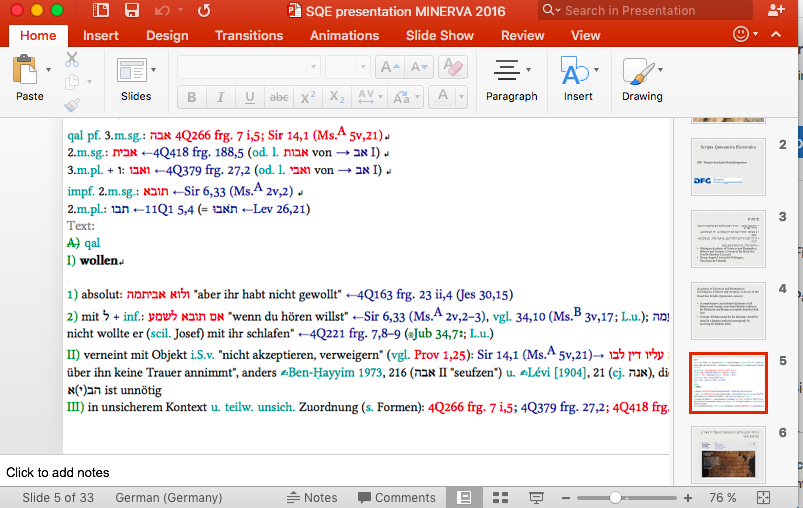 SQE presentation MINERVA 2016
Search in Presentation
Home Insert Design Transitions Animations Slide Show Review View
Paste Slides Paragraph Insert Drawing
B I U abc X² X₂ AV Aa A
qal pf. 3.m.sg.: אבה 4Q266 frg. 7 i,5; Sir 14,1 (Ms.A 5v,21)↲
2.m.sg.: אבית ←4Q418 frg. 188,5 (od. l. אבות von → אב I) ↲
3.m.pl. + ו: ואבו ←4Q379 frg. 27,2 (od. l. ואבי von → אב I) ↲
impf. 2.m.sg.: תובא ←Sir 6,33 (Ms.A 2v,2) ↲
2.m.pl.: תבו ←11Q1 5,4 (= תֹאבוּ ←Lev 26,21)
Text:
A) qal
I) wollen↲
1) absolut: ולוא אביתמה "aber ihr habt nicht gewollt" ←4Q163 frg. 23 ii,4 (Jes 30,15)
2) mit ל + inf.: אם תובא לשמע "wenn du hören willst" ←Sir 6,33 (Ms.A 2v,2–3), vgl. 34,10 (Ms.B 3v,17; L.u.);
nicht wollte er (scil. Josef) mit ihr schlafen" ←4Q221 frg. 7,8–9 (Jub 34,7; L.u.)
II) verneint mit Objekt i.S.v. "nicht akzeptieren, verweigern" (vgl. Prov 1,25): Sir 14,1 (Ms.A 5v,21)→ עליו דין לבו
über ihn keine Trauer annimmt", anders Ben-Ḥayyim 1973, 216 (אבה II "seufzen") u. Lévi [1904], 21 (cj. אנה),
הב(י)א ist unnötig
III) in unsicherem Kontext u. teilw. unsich. Zuordnung (s. Formen): 4Q266 frg. 7 i,5; 4Q379 frg. 27,2; 4Q418 frg.
Click to add notes
2
Scripta Qumranica Electronica
DFG
3
4
5
6
Slide 5 of 33 German (Germany) Notes Comments 76 %